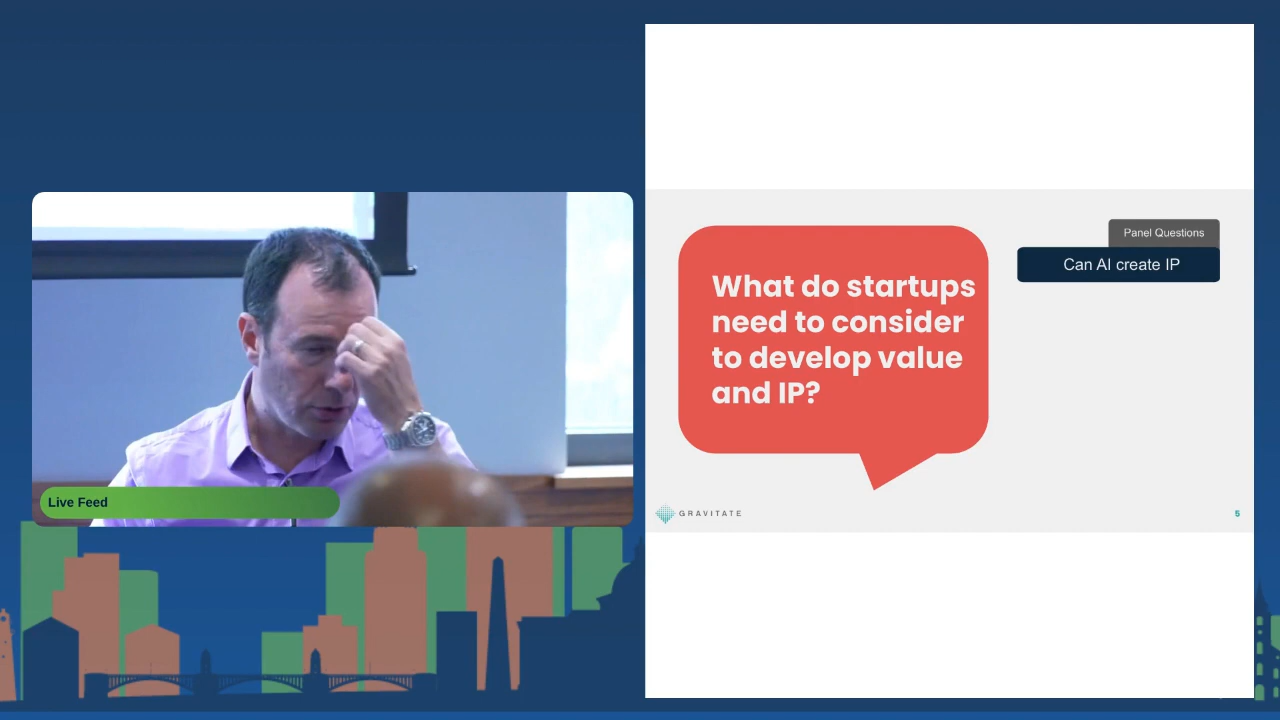 Live Feed
What do startups
need to consider
to develop value
and IP?
Panel Questions
Can AI create IP
GRAVITATE
5